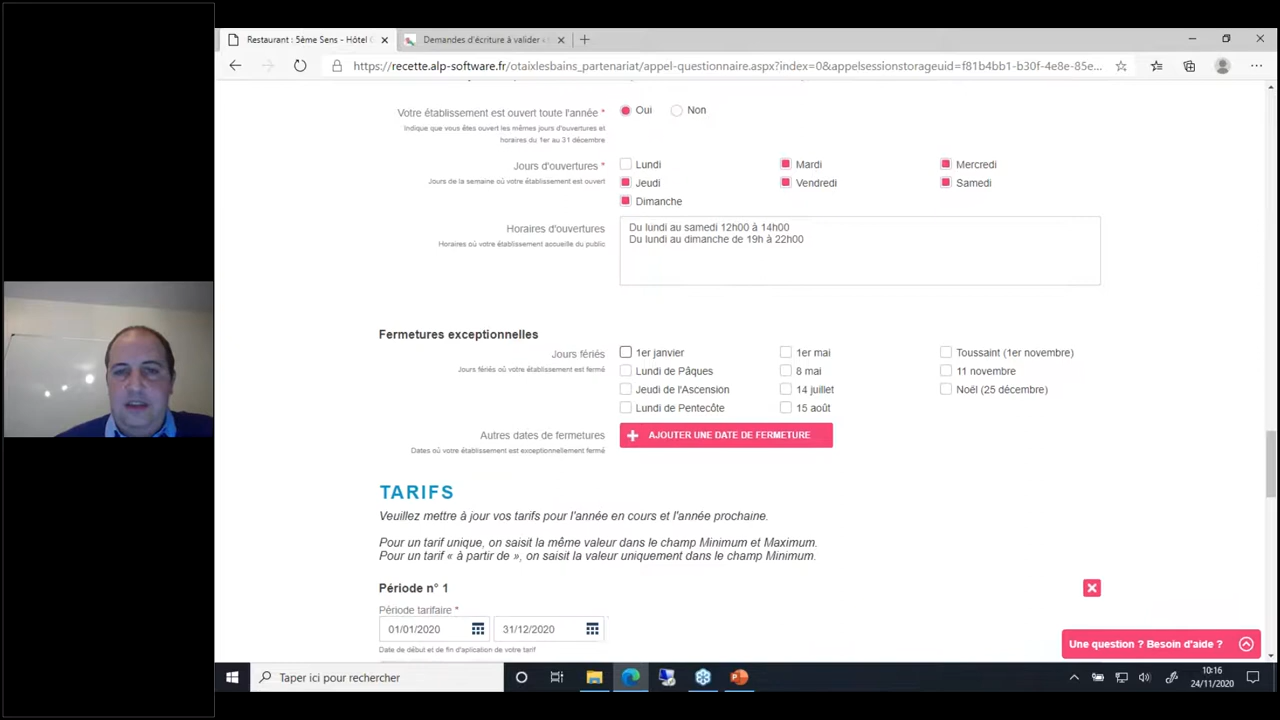 Restaurant : 5ème Sens - Hôtel
Demandes d'écriture à valider
https://recette.alp-software.fr/otaixlesbains_partenariat/appel-questionnaire.aspx?index=0&appelsessionstorageuid=f81b4bb1-b30f-4e8e-85e...
Votre établissement est ouvert toute l'année *
Oui
Non
Indique que vous êtes ouvert les mêmes jours d'ouvertures et
horaires du 1er au 31 décembre
Jours d'ouvertures *
Jours de la semaine où votre établissement est ouvert
Lundi
Mardi
Mercredi
Jeudi
Vendredi
Samedi
Dimanche
Horaires d'ouvertures
Horaires où votre établissement accueille du public
Du lundi au samedi 12h00 à 14h00
Du lundi au dimanche de 19h à 22h00
Fermetures exceptionnelles
Jours fériés
Jours fériés où votre établissement est fermé
1er janvier
1er mai
Toussaint (1er novembre)
Lundi de Pâques
8 mai
11 novembre
Jeudi de l'Ascension
14 juillet
Noël (25 décembre)
Lundi de Pentecôte
15 août
Autres dates de fermetures
Dates où votre établissement est exceptionnellement fermé
AJOUTER UNE DATE DE FERMETURE
TARIFS
Veuillez mettre à jour vos tarifs pour l'année en cours et l'année prochaine.
Pour un tarif unique, on saisit la même valeur dans le champ Minimum et Maximum.
Pour un tarif « à partir de », on saisit la valeur uniquement dans le champ Minimum.
Période n° 1
Période tarifaire *
01/01/2020
31/12/2020
Date de début et de fin d'aplication de votre tarif
Une question ? Besoin d'aide ?
Taper ici pour rechercher
10:16
24/11/2020